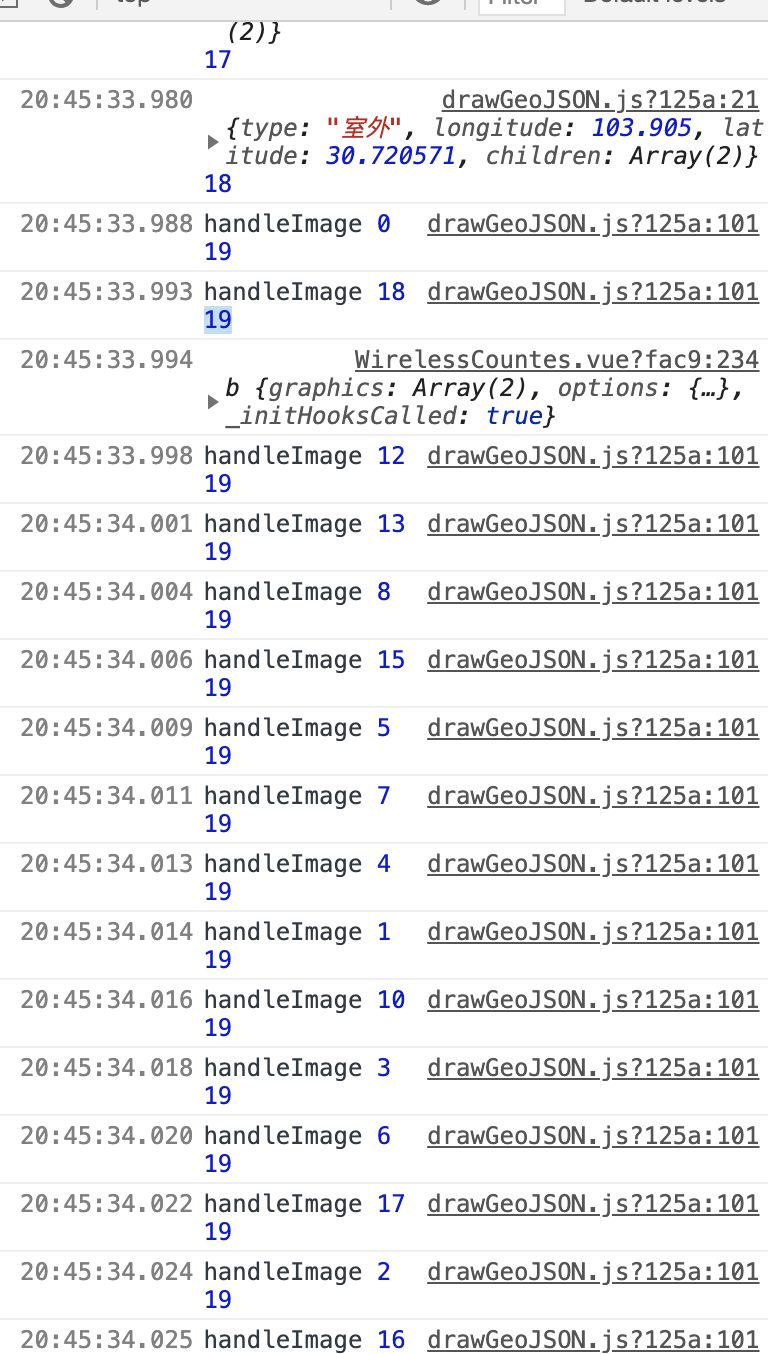 top Filter Default levels
(2)}
17
20:45:33.980 drawGeoJSON.js?125a:21
{type: "室外", longitude: 103.905, lat
itude: 30.720571, children: Array(2)}
18
20:45:33.988 handleImage 0 drawGeoJSON.js?125a:101
19
20:45:33.993 handleImage 18 drawGeoJSON.js?125a:101
19
20:45:33.994 WirelessCountes.vue?fac9:234
b {graphics: Array(2), options: {…},
_initHooksCalled: true}
20:45:33.998 handleImage 12 drawGeoJSON.js?125a:101
19
20:45:34.001 handleImage 13 drawGeoJSON.js?125a:101
19
20:45:34.004 handleImage 8 drawGeoJSON.js?125a:101
19
20:45:34.006 handleImage 15 drawGeoJSON.js?125a:101
19
20:45:34.009 handleImage 5 drawGeoJSON.js?125a:101
19
20:45:34.011 handleImage 7 drawGeoJSON.js?125a:101
19
20:45:34.013 handleImage 4 drawGeoJSON.js?125a:101
19
20:45:34.014 handleImage 1 drawGeoJSON.js?125a:101
19
20:45:34.016 handleImage 10 drawGeoJSON.js?125a:101
19
20:45:34.018 handleImage 3 drawGeoJSON.js?125a:101
19
20:45:34.020 handleImage 6 drawGeoJSON.js?125a:101
19
20:45:34.022 handleImage 17 drawGeoJSON.js?125a:101
19
20:45:34.024 handleImage 2 drawGeoJSON.js?125a:101
19
20:45:34.025 handleImage 16 drawGeoJSON.js?125a:101